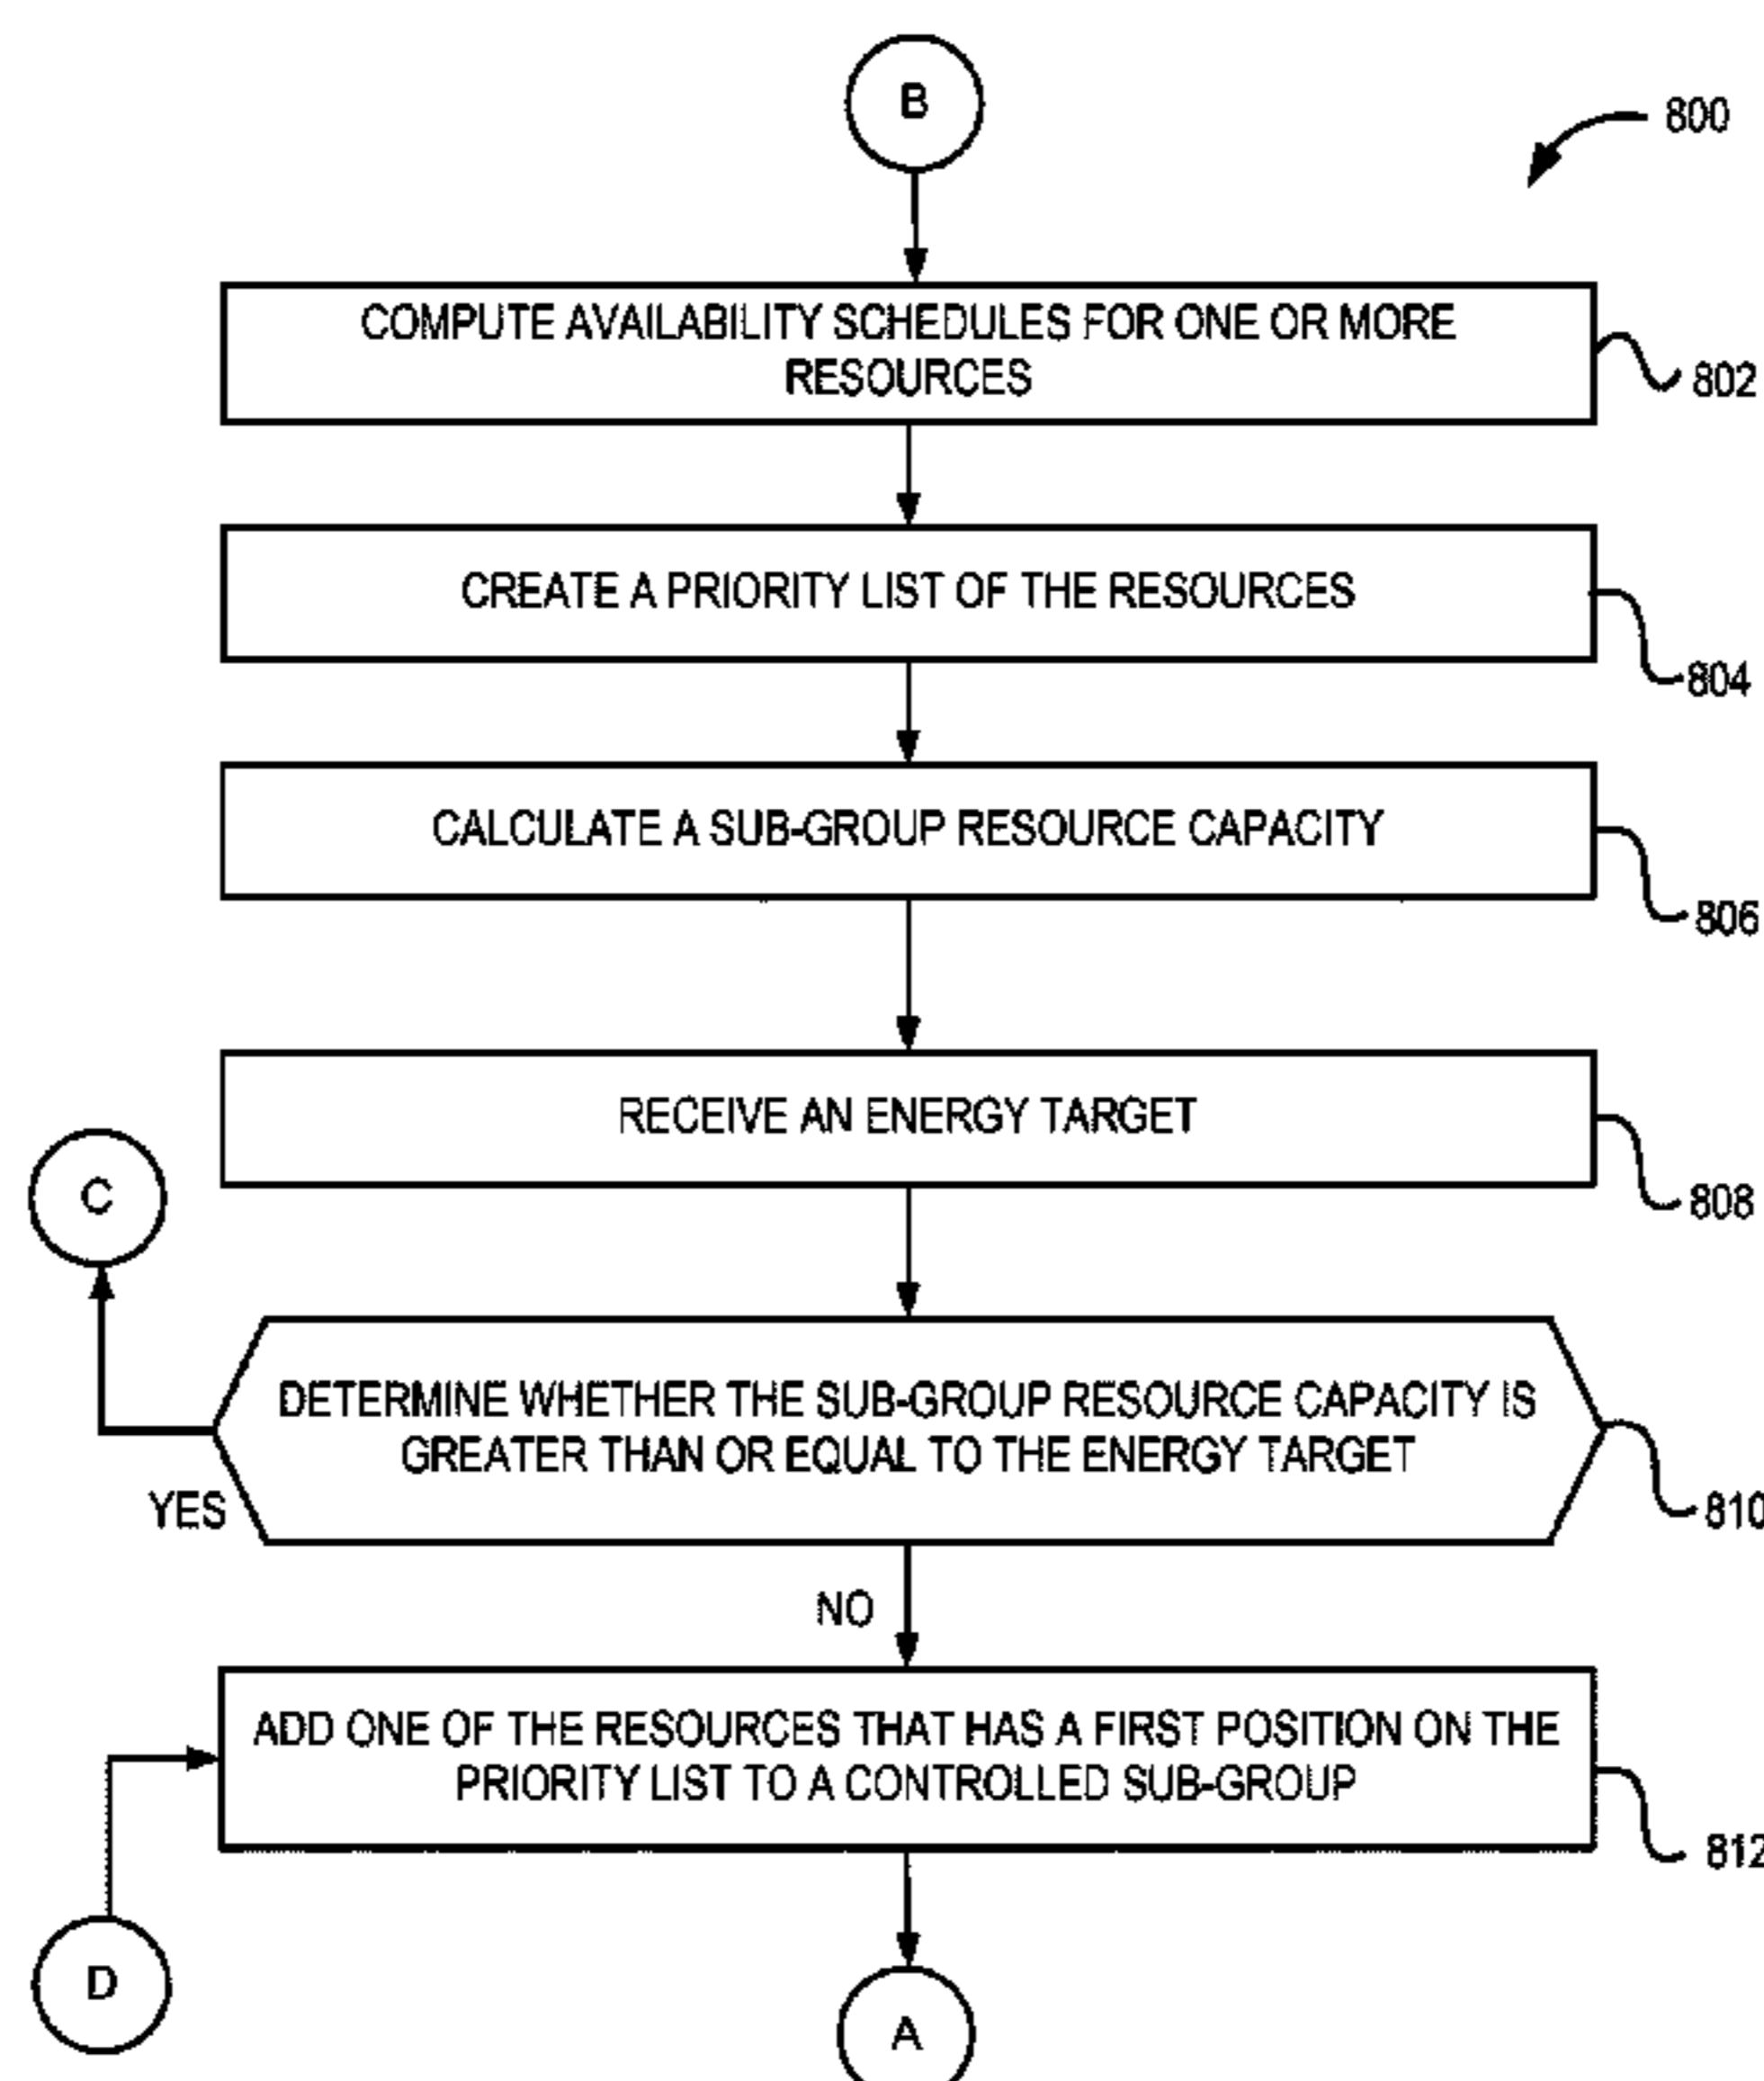 B
800
COMPUTE AVAILABILITY SCHEDULES FOR ONE OR MORE
RESOURCES
802
CREATE A PRIORITY LIST OF THE RESOURCES
804
CALCULATE A SUB-GROUP RESOURCE CAPACITY
806
RECEIVE AN ENERGY TARGET
808
C
DETERMINE WHETHER THE SUB-GROUP RESOURCE CAPACITY IS
GREATER THAN OR EQUAL TO THE ENERGY TARGET
YES
810
NO
ADD ONE OF THE RESOURCES THAT HAS A FIRST POSITION ON THE
PRIORITY LIST TO A CONTROLLED SUB-GROUP
812
D
A